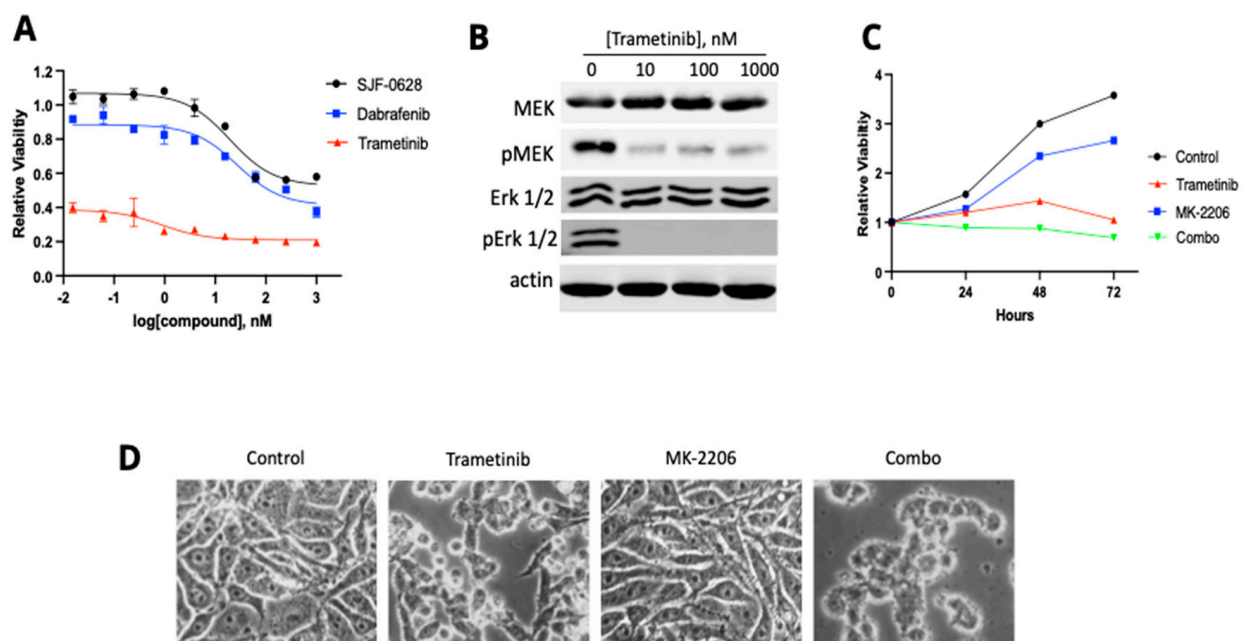 A
1.2
1.0
0.8
0.6
0.4
0.2
0.0
Relative Viabiltiy
-2 -1 0 1 2 3
log[compound], nM
SJF-0628
Dabrafenib
Trametinib
B
[Trametinib], nM
0 10 100 1000
MEK
pMEK
Erk 1/2
pErk 1/2
actin
C
4
3
2
1
0
Relative Viabiltiy
0 24 48 72
Hours
Control
Trametinib
MK-2206
Combo
D
Control Trametinib MK-2206 Combo